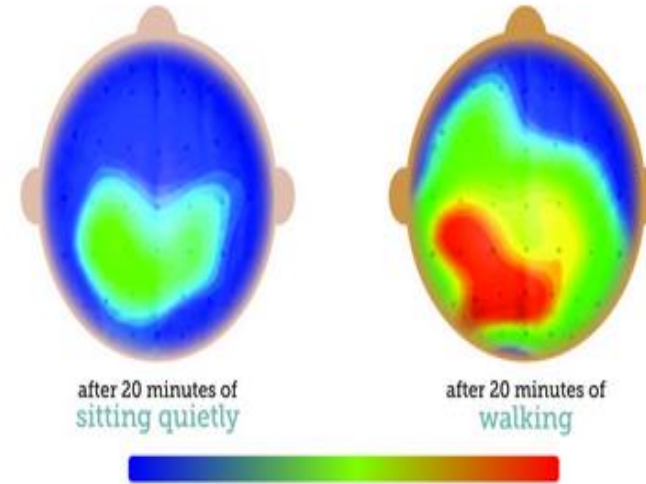 after 20 minutes of
sitting quietly
after 20 minutes of
walking